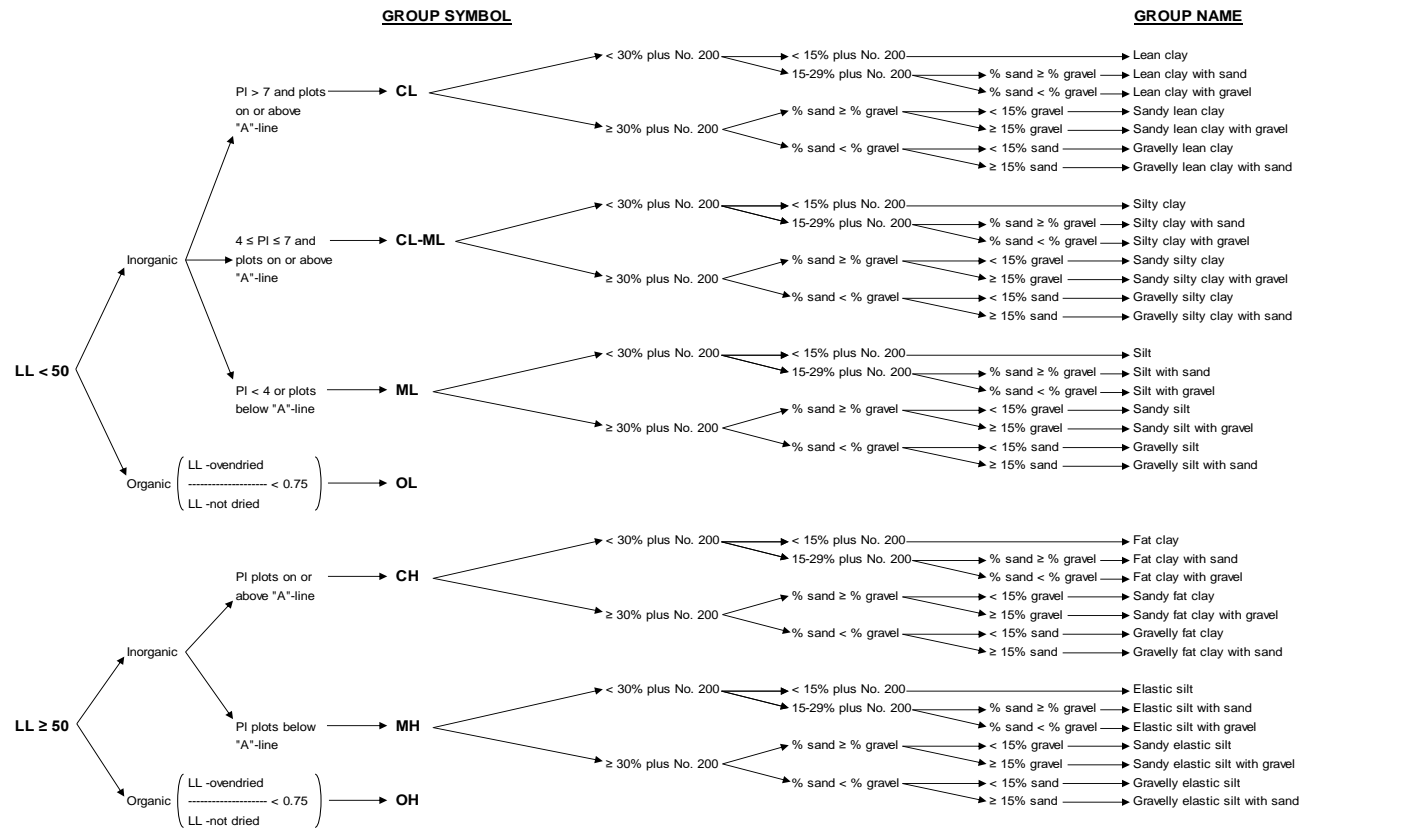 GROUP SYMBOL GROUP NAME
< 30% plus No. 200 < 15% plus No. 200 Lean clay
15-29% plus No. 200 % sand ≥ % gravel Lean clay with sand
PI > 7 and plots CL % sand < % gravel Lean clay with gravel
on or above % sand ≥ % gravel < 15% gravel Sandy lean clay
"A"-line ≥ 30% plus No. 200 ≥ 15% gravel Sandy lean clay with gravel
% sand < % gravel < 15% sand Gravelly lean clay
≥ 15% sand Gravelly lean clay with sand
< 30% plus No. 200 < 15% plus No. 200 Silty clay
15-29% plus No. 200 % sand ≥ % gravel Silty clay with sand
4 ≤ PI ≤ 7 and CL-ML % sand < % gravel Silty clay with gravel
Inorganic plots on or above % sand ≥ % gravel < 15% gravel Sandy silty clay
"A"-line ≥ 30% plus No. 200 ≥ 15% gravel Sandy silty clay with gravel
% sand < % gravel < 15% sand Gravelly silty clay
≥ 15% sand Gravelly silty clay with sand
< 30% plus No. 200 < 15% plus No. 200 Silt
LL < 50 15-29% plus No. 200 % sand ≥ % gravel Silt with sand
PI < 4 or plots ML % sand < % gravel Silt with gravel
below "A"-line % sand ≥ % gravel < 15% gravel Sandy silt
≥ 30% plus No. 200 ≥ 15% gravel Sandy silt with gravel
% sand < % gravel < 15% sand Gravelly silt
LL -ovendried ≥ 15% sand Gravelly silt with sand
Organic -------------------- < 0.75 OL
LL -not dried
< 30% plus No. 200 < 15% plus No. 200 Fat clay
15-29% plus No. 200 % sand ≥ % gravel Fat clay with sand
PI plots on or CH % sand < % gravel Fat clay with gravel
above "A"-line % sand ≥ % gravel < 15% gravel Sandy fat clay
≥ 30% plus No. 200 ≥ 15% gravel Sandy fat clay with gravel
% sand < % gravel < 15% sand Gravelly fat clay
Inorganic ≥ 15% sand Gravelly fat clay with sand
< 30% plus No. 200 < 15% plus No. 200 Elastic silt
15-29% plus No. 200 % sand ≥ % gravel Elastic silt with sand
LL ≥ 50 PI plots below MH % sand < % gravel Elastic silt with gravel
"A"-line % sand ≥ % gravel < 15% gravel Sandy elastic silt
≥ 30% plus No. 200 ≥ 15% gravel Sandy elastic silt with gravel
LL -ovendried % sand < % gravel < 15% sand Gravelly elastic silt
Organic -------------------- < 0.75 OH ≥ 15% sand Gravelly elastic silt with sand
LL -not dried